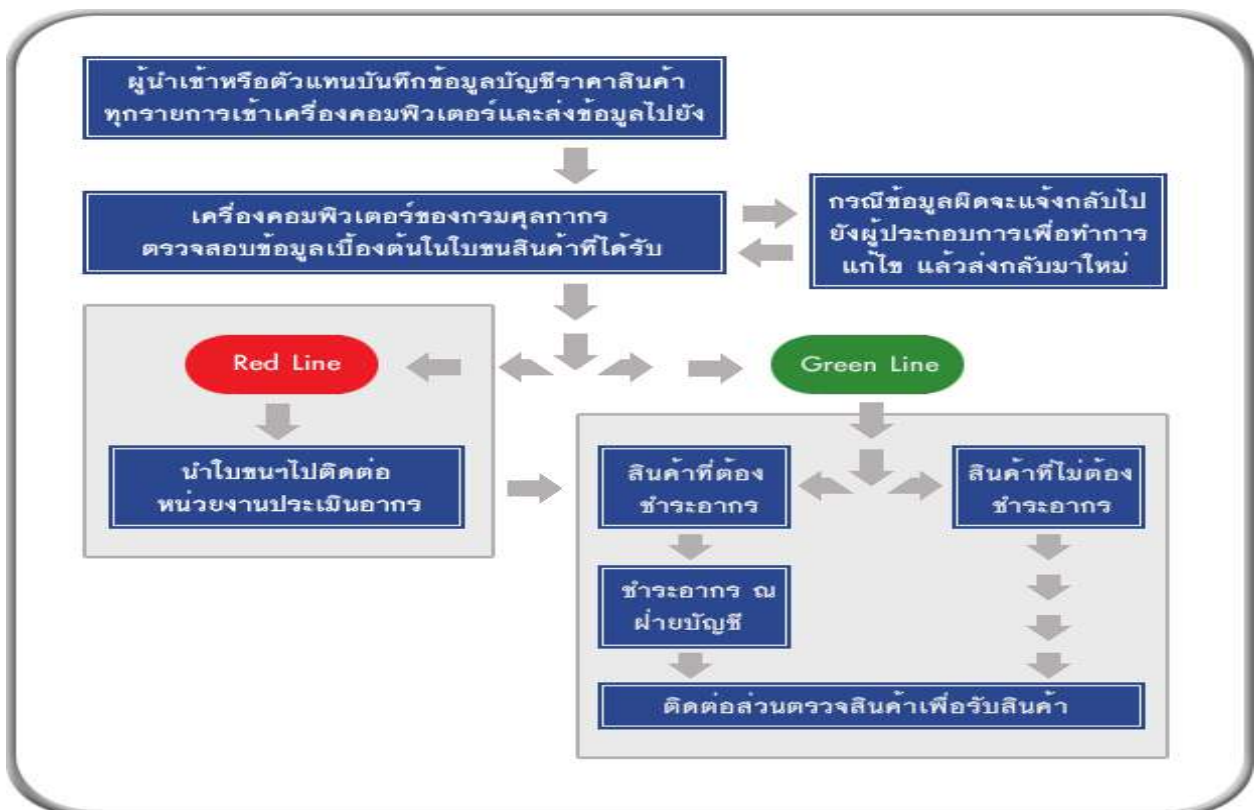 ผู้นำเข้าหรือตัวแทนบันทึกข้อมูลบัญชีราคาสินค้า
ทุกรายการเข้าเครื่องคอมพิวเตอร์และส่งข้อมูลไปยัง
เครื่องคอมพิวเตอร์ของกรมศุลกากร
ตรวจสอบข้อมูลเบื้องต้นในใบขนสินค้าที่ได้รับ
กรณีข้อมูลผิดจะแจ้งกลับไป
ยังผู้ประกอบการเพื่อทำการ
แก้ไข แล้วส่งกลับมาใหม่
Red Line
Green Line
นำใบขนฯไปติดต่อ
หน่วยงานประเมินอากร
สินค้าที่ต้อง
ชำระอากร
สินค้าที่ไม่ต้อง
ชำระอากร
ชำระอากร ณ
ฝ่ายบัญชี
ติดต่อส่วนตรวจสินค้าเพื่อรับสินค้า